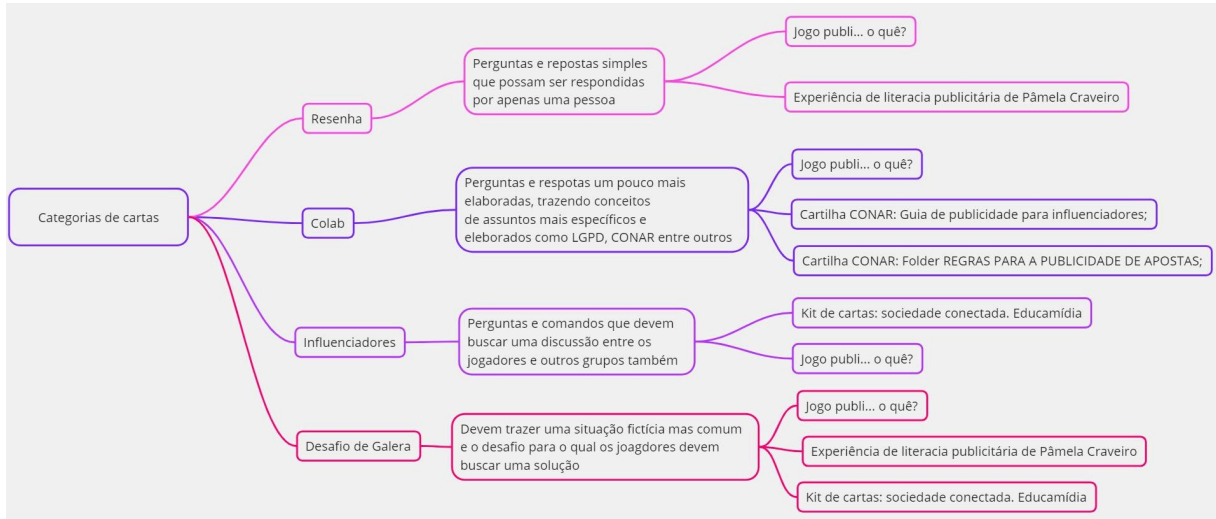 Categorias de cartas
Resenha
Perguntas e repostas simples
que possam ser respondidas
por apenas uma pessoa
Jogo publi... o quê?
Experiência de literacia publicitária de Pâmela Craveiro
Colab
Perguntas e respotas um pouco mais
elaboradas, trazendo conceitos
de assuntos mais específicos e
eleborados como LGPD, CONAR entre outros
Jogo publi... o quê?
Cartilha CONAR: Guia de publicidade para influenciadores;
Cartilha CONAR: Folder REGRAS PARA A PUBLICIDADE DE APOSTAS;
Influenciadores
Perguntas e comandos que devem
buscar uma discussão entre os
jogadores e outros grupos também
Kit de cartas: sociedade conectada. Educamídia
Jogo publi... o quê?
Desafio de Galera
Devem trazer uma situação fictícia mas comum
e o desafio para o qual os joagdores devem
buscar uma solução
Jogo publi... o quê?
Experiência de literacia publicitária de Pâmela Craveiro
Kit de cartas: sociedade conectada. Educamídia